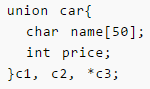 union car{
  char name[50];
  int price;
}c1, c2, *c3;